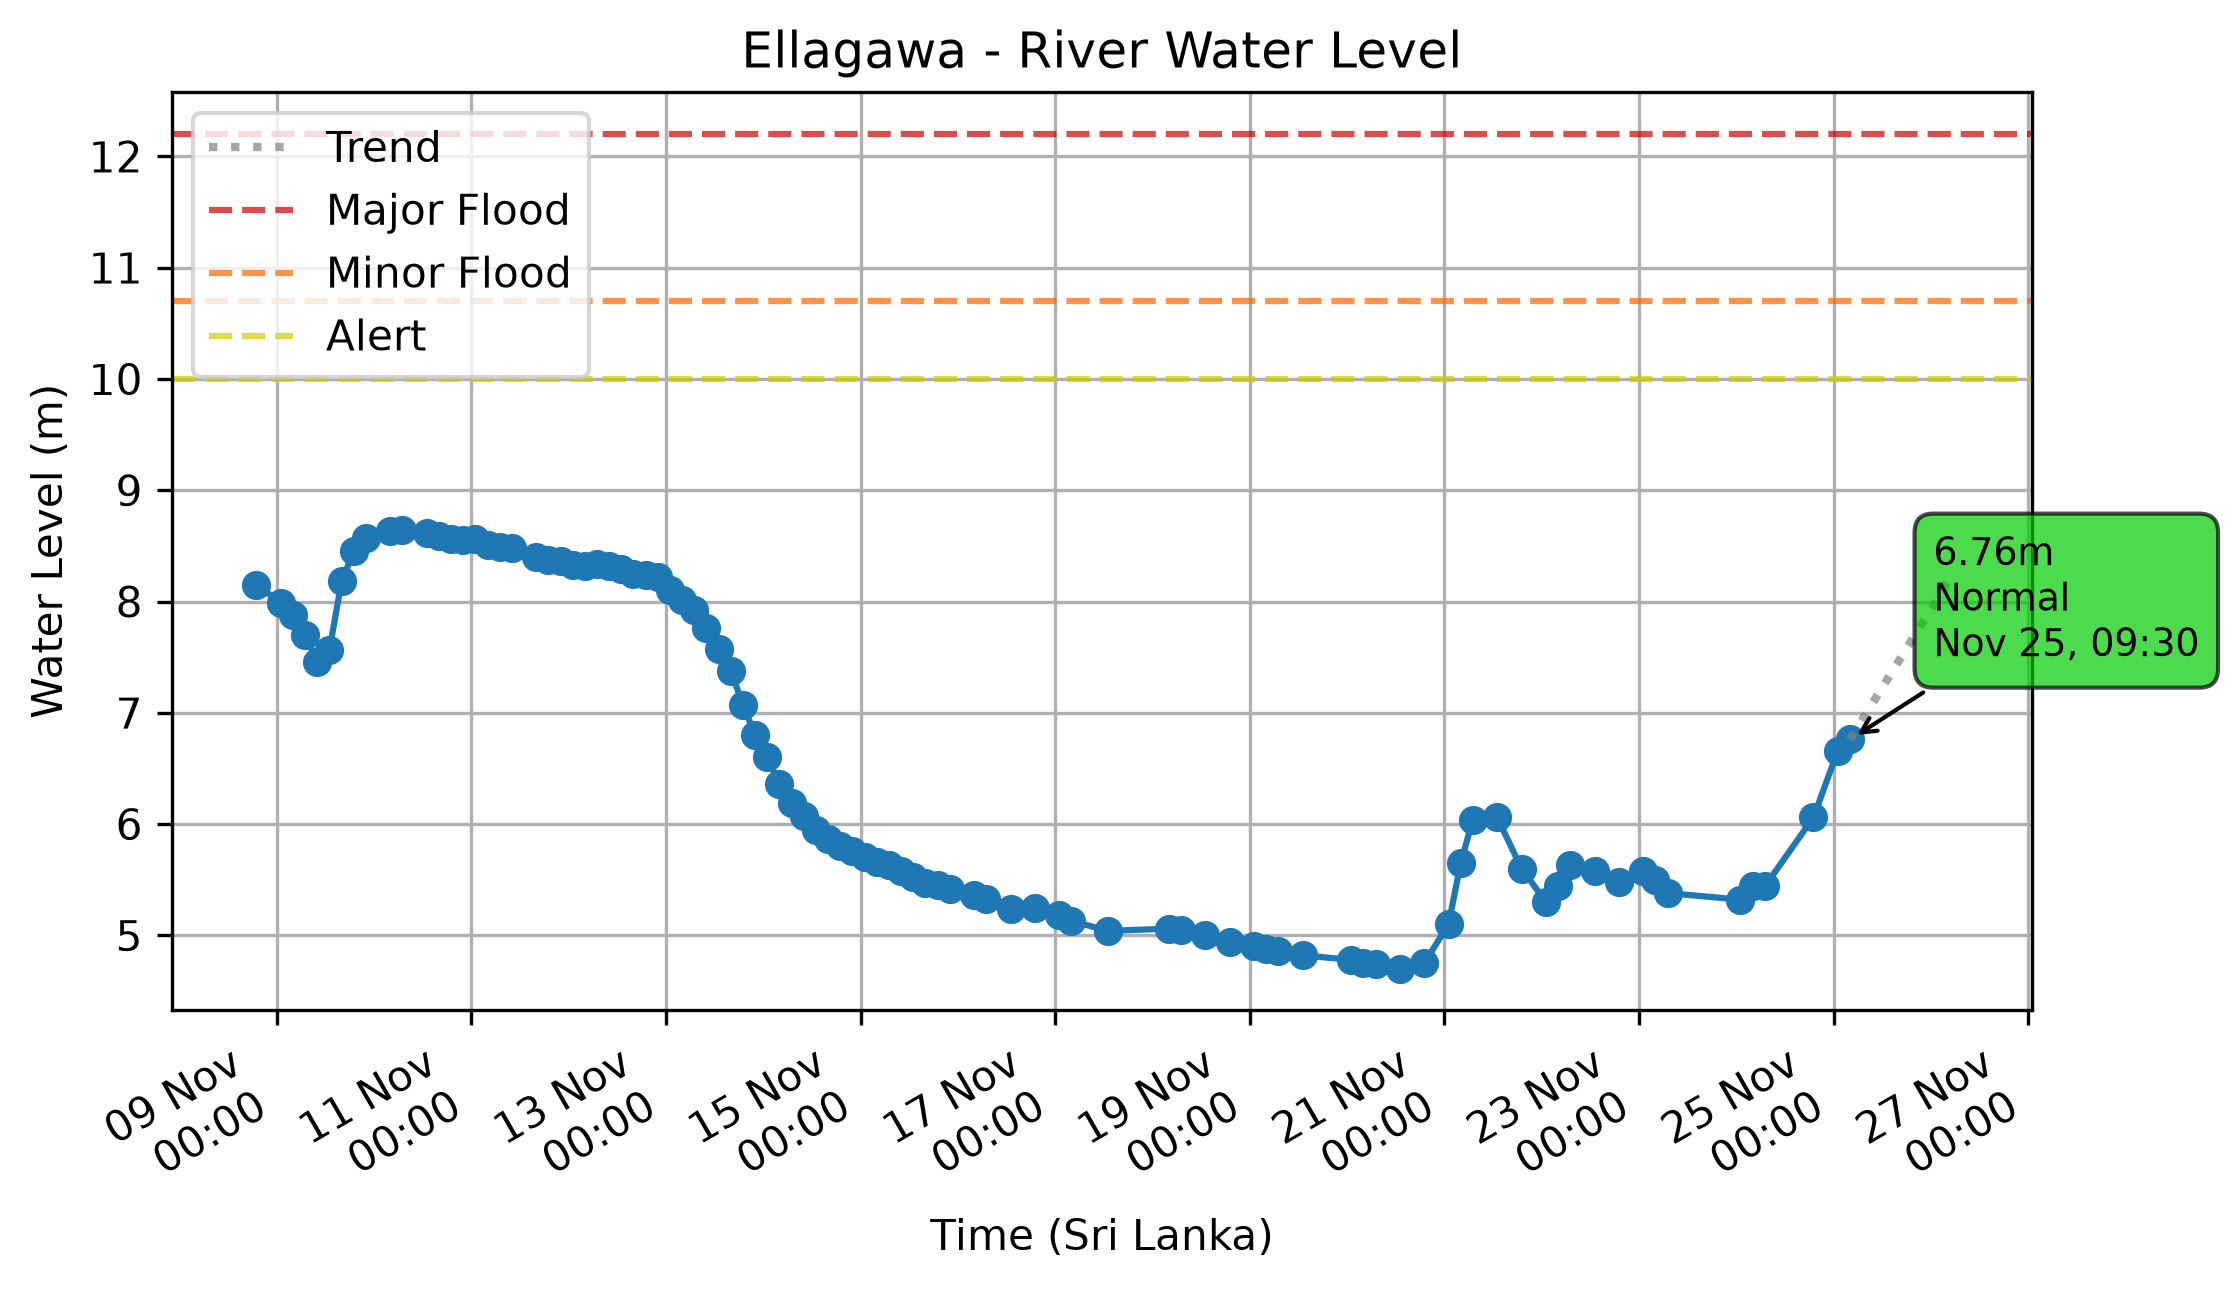 Ellagawa - River Water Level
Trend
Major Flood
Minor Flood
Alert
12
11
10
9
8
7
6
5
Water Level (m)
6.76m
Normal
Nov 25, 09:30
09 Nov
00:00
11 Nov
00:00
13 Nov
00:00
15 Nov
00:00
17 Nov
00:00
19 Nov
00:00
21 Nov
00:00
23 Nov
00:00
25 Nov
00:00
27 Nov
00:00
Time (Sri Lanka)